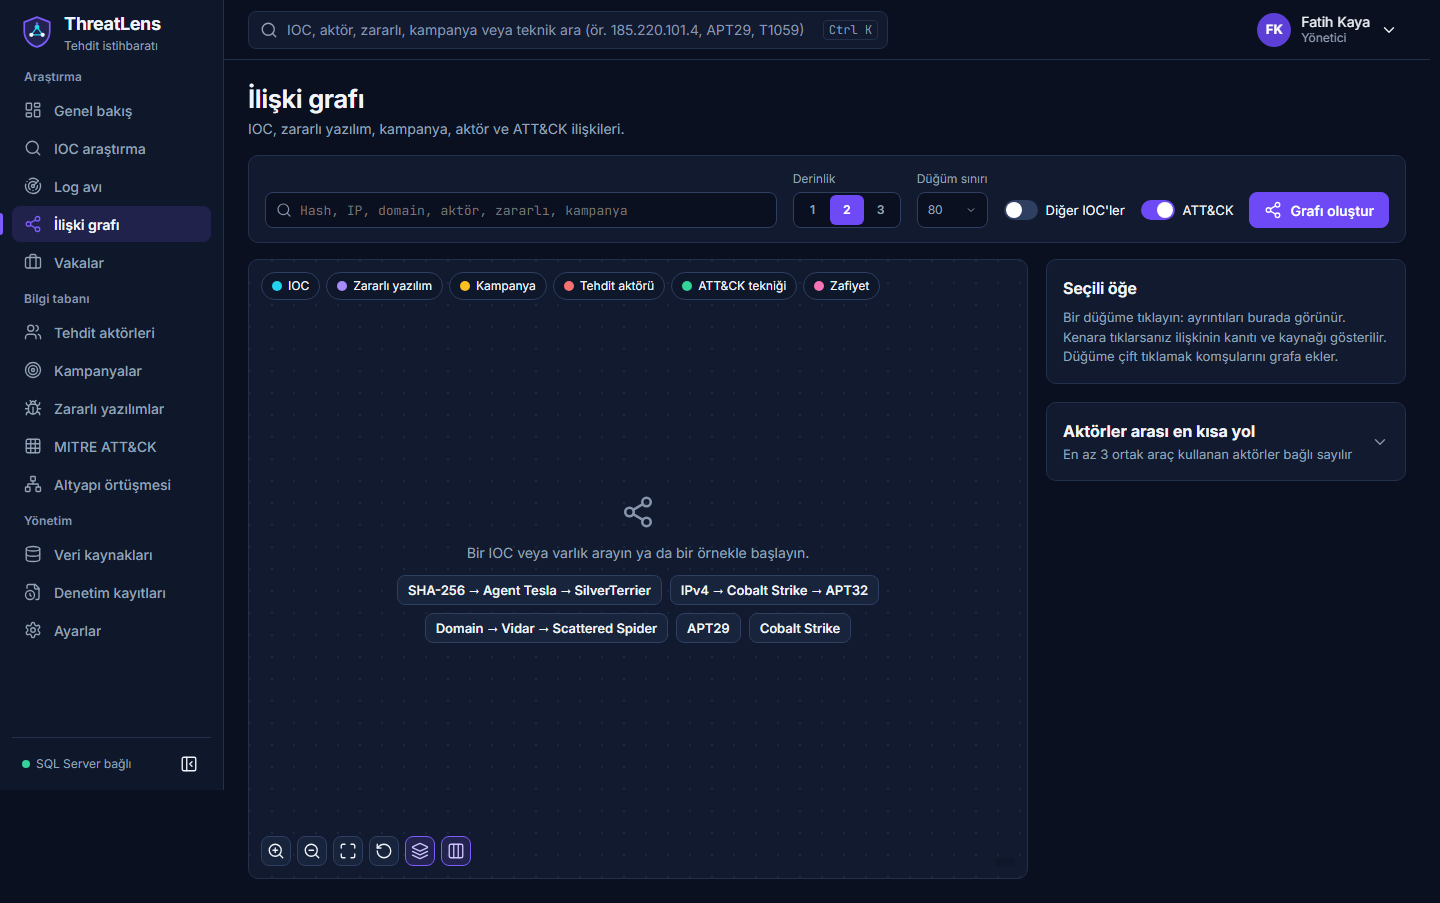 ThreatLens
Tehdit istihbaratı
Araştırma
Genel bakış
IOC araştırma
Log avı
İlişki grafı
Vakalar
Bilgi tabanı
Tehdit aktörleri
Kampanyalar
Zararlı yazılımlar
MITRE ATT&CK
Altyapı örtüşmesi
Yönetim
Veri kaynakları
Denetim kayıtları
Ayarlar
SQL Server bağlı
IOC, aktör, zararlı, kampanya veya teknik ara (ör. 185.220.101.4, APT29, T1059)
Ctrl K
FK
Fatih Kaya
Yönetici
İlişki grafı
IOC, zararlı yazılım, kampanya, aktör ve ATT&CK ilişkileri.
Hash, IP, domain, aktör, zararlı, kampanya
Derinlik
1 2 3
Düğüm sınırı
80
Diğer IOC'ler
ATT&CK
Grafı oluştur
IOC
Zararlı yazılım
Kampanya
Tehdit aktörü
ATT&CK tekniği
Zafiyet
Bir IOC veya varlık arayın ya da bir örnekle başlayın.
SHA-256 → Agent Tesla → SilverTerrier
IPv4 → Cobalt Strike → APT32
Domain → Vidar → Scattered Spider
APT29
Cobalt Strike
Seçili öğe
Bir düğüme tıklayın: ayrıntıları burada görünür.
Kenara tıklarsanız ilişkinin kanıtı ve kaynağı gösterilir.
Düğüme çift tıklamak komşularını grafa ekler.
Aktörler arası en kısa yol
En az 3 ortak araç kullanan aktörler bağlı sayılır